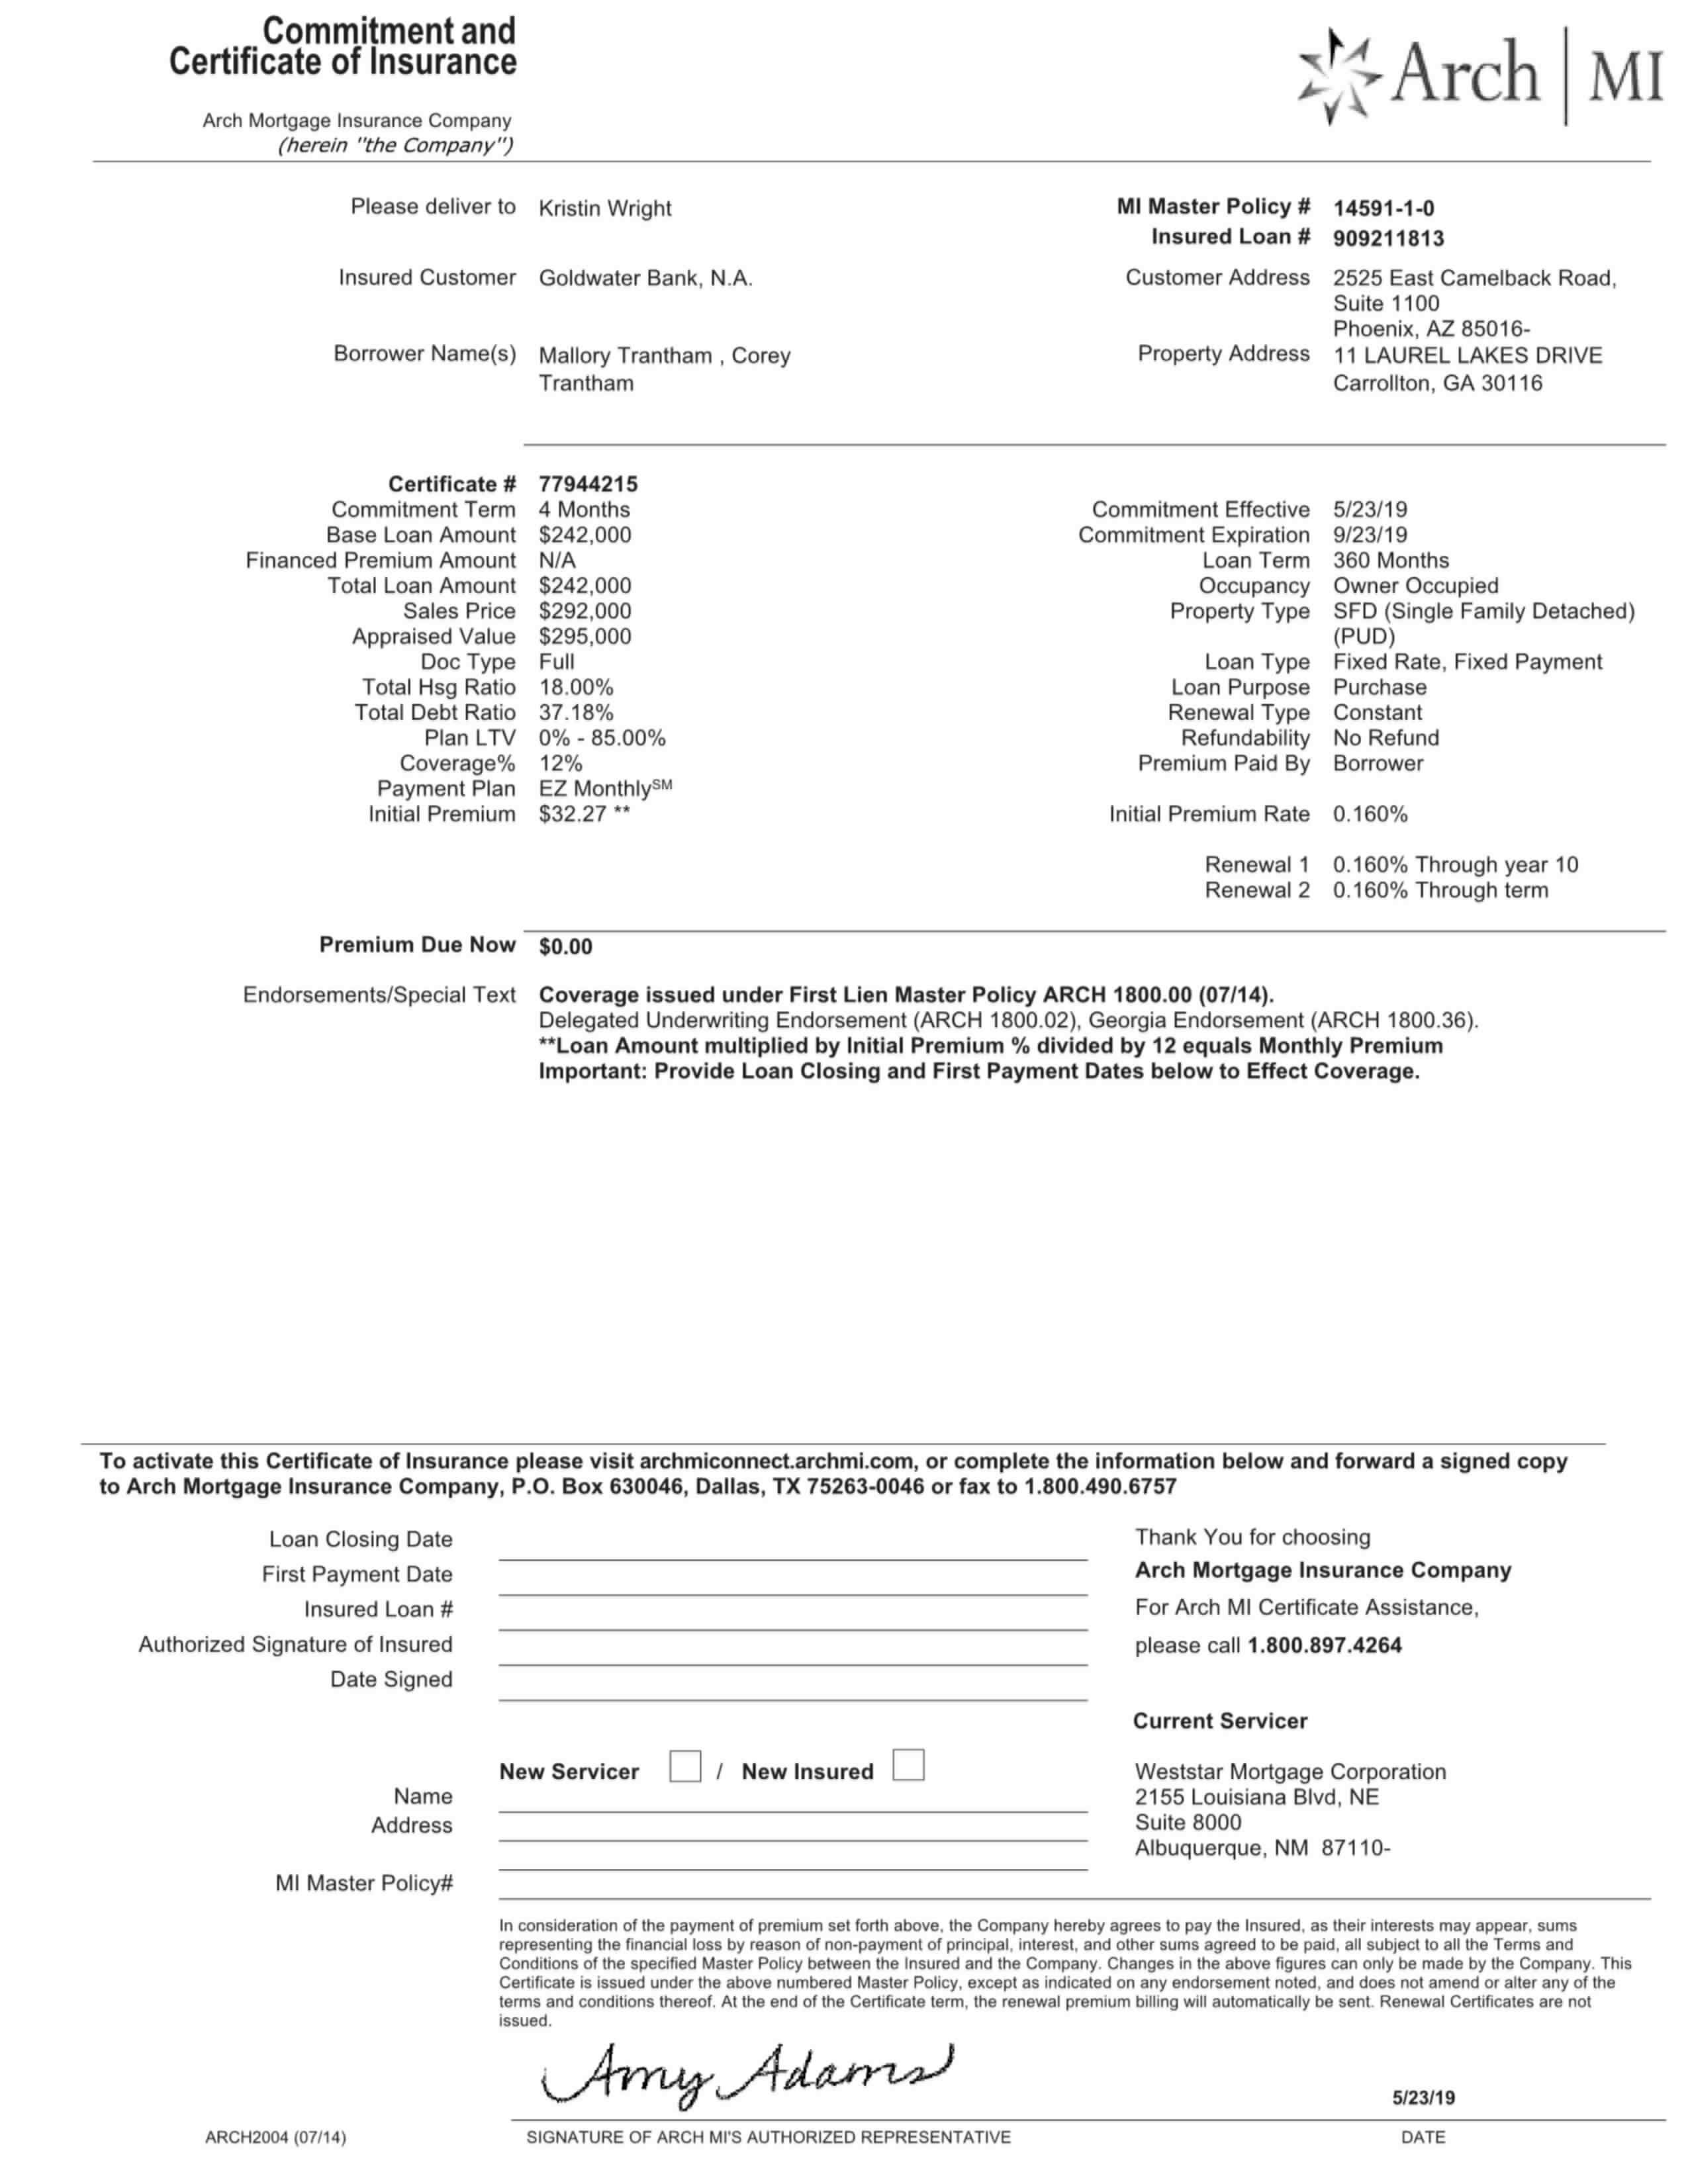 Commitment and
Certificate of Insurance
Arch | MI
Arch Mortgage Insurance Company
(herein "the Company")
Please deliver to Kristin Wright
MI Master Policy # 14591-1-0
Insured Loan # 909211813
Insured Customer Goldwater Bank, N.A.
Customer Address 2525 East Camelback Road,
Suite 1100
Phoenix, AZ 85016-
Borrower Name(s) Mallory Trantham , Corey
Trantham
Property Address 11 LAUREL LAKES DRIVE
Carrollton, GA 30116
Certificate # 77944215
Commitment Term 4 Months
Base Loan Amount $242,000
Financed Premium Amount N/A
Total Loan Amount $242,000
Sales Price $292,000
Appraised Value $295,000
Doc Type Full
Total Hsg Ratio 18.00%
Total Debt Ratio 37.18%
Plan LTV 0% - 85.00%
Coverage% 12%
Payment Plan EZ Monthly℠
Initial Premium $32.27 **
Commitment Effective 5/23/19
Commitment Expiration 9/23/19
Loan Term 360 Months
Occupancy Owner Occupied
Property Type SFD (Single Family Detached)
(PUD)
Loan Type Fixed Rate, Fixed Payment
Loan Purpose Purchase
Renewal Type Constant
Refundability No Refund
Premium Paid By Borrower
Initial Premium Rate 0.160%
Renewal 1 0.160% Through year 10
Renewal 2 0.160% Through term
Premium Due Now $0.00
Endorsements/Special Text Coverage issued under First Lien Master Policy ARCH 1800.00 (07/14).
Delegated Underwriting Endorsement (ARCH 1800.02), Georgia Endorsement (ARCH 1800.36).
**Loan Amount multiplied by Initial Premium % divided by 12 equals Monthly Premium
Important: Provide Loan Closing and First Payment Dates below to Effect Coverage.
To activate this Certificate of Insurance please visit archmiconnect.archmi.com, or complete the information below and forward a signed copy
to Arch Mortgage Insurance Company, P.O. Box 630046, Dallas, TX 75263-0046 or fax to 1.800.490.6757
Loan Closing Date
First Payment Date
Insured Loan #
Authorized Signature of Insured
Date Signed
Thank You for choosing
Arch Mortgage Insurance Company
For Arch MI Certificate Assistance,
please call 1.800.897.4264
Current Servicer
New Servicer / New Insured
Name
Address
MI Master Policy#
Weststar Mortgage Corporation
2155 Louisiana Blvd, NE
Suite 8000
Albuquerque, NM 87110-
In consideration of the payment of premium set forth above, the Company hereby agrees to pay the Insured, as their interests may appear, sums
representing the financial loss by reason of non-payment of principal, interest, and other sums agreed to be paid, all subject to all the Terms and
Conditions of the specified Master Policy between the Insured and the Company. Changes in the above figures can only be made by the Company. This
Certificate is issued under the above numbered Master Policy, except as indicated on any endorsement noted, and does not amend or alter any of the
terms and conditions thereof. At the end of the Certificate term, the renewal premium billing will automatically be sent. Renewal Certificates are not
issued.
Amy Adams
5/23/19
ARCH2004 (07/14) SIGNATURE OF ARCH MI'S AUTHORIZED REPRESENTATIVE DATE